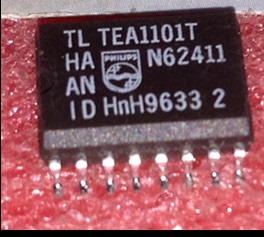 TL TEA1101T
HA PHILIPS N62411
AN
ID HnH9633 2